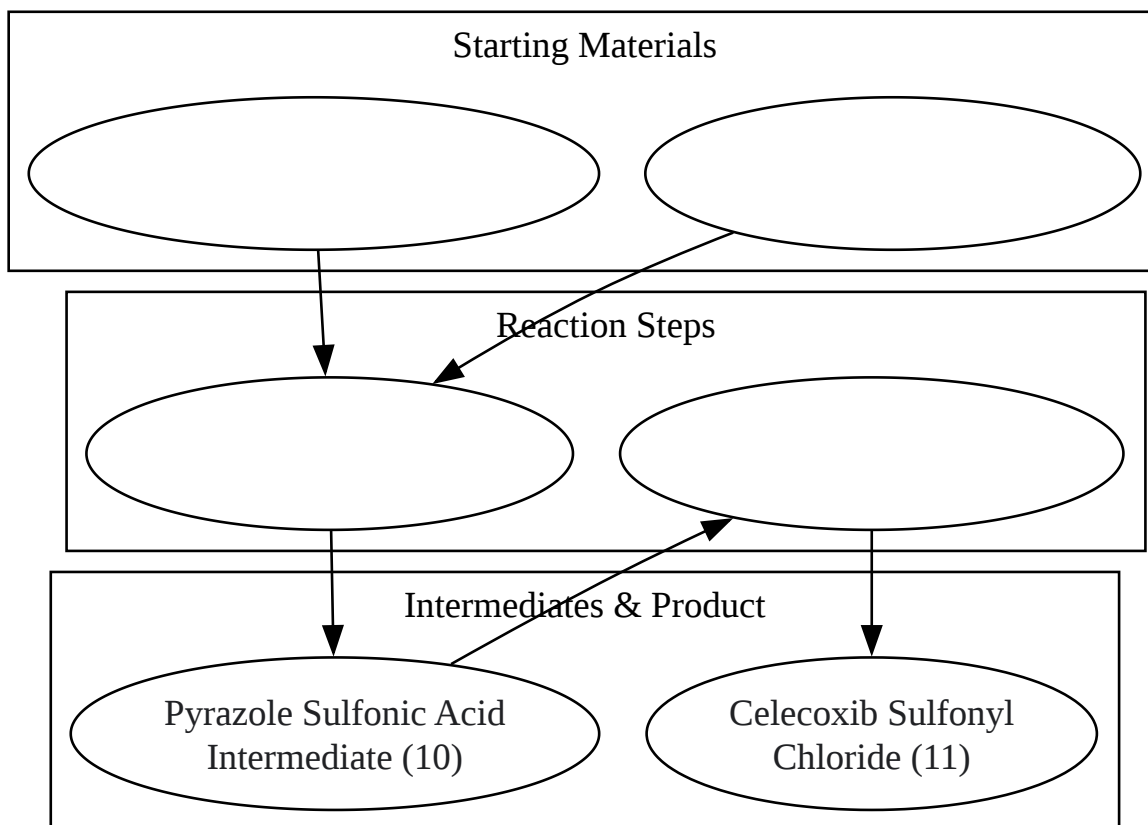 Starting Materials
Reaction Steps
Intermediates & Product
Pyrazole Sulfonic Acid
Intermediate (10)
Celecoxib Sulfonyl
Chloride (11)